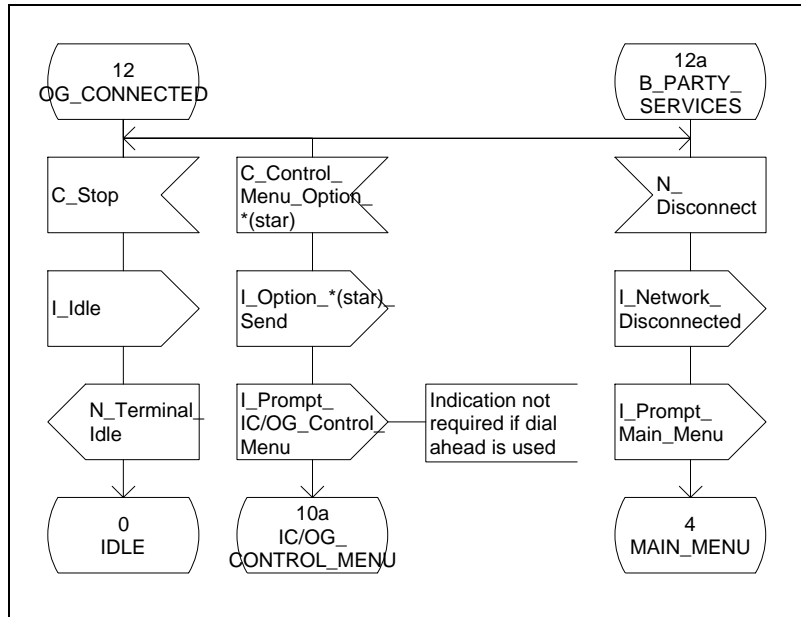 12
OG_CONNECTED
12a
B_PARTY_
SERVICES
C_Stop
C_Control_
Menu_Option_
*(star)
N_
Disconnect
I_Idle
I_Option_*(star)_
Send
I_Network_
Disconnected
N_Terminal_
Idle
I_Prompt_
IC/OG_Control_
Menu
Indication not
required if dial
ahead is used
I_Prompt_
Main_Menu
0
IDLE
10a
IC/OG_
CONTROL_MENU
4
MAIN_MENU